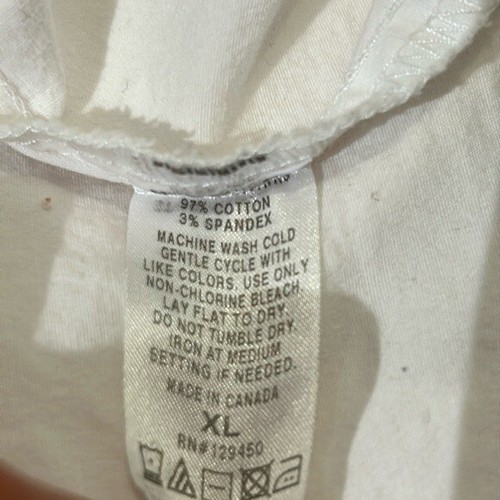 97% COTTON
3% SPANDEX
MACHINE WASH COLD
GENTLE CYCLE WITH
LIKE COLORS, USE ONLY
NON-CHLORINE BLEACH.
LAY FLAT TO DRY.
DO NOT TUMBLE DRY.
IRON AT MEDIUM
SETTING IF NEEDED.
MADE IN CANADA
XL
RN#129450